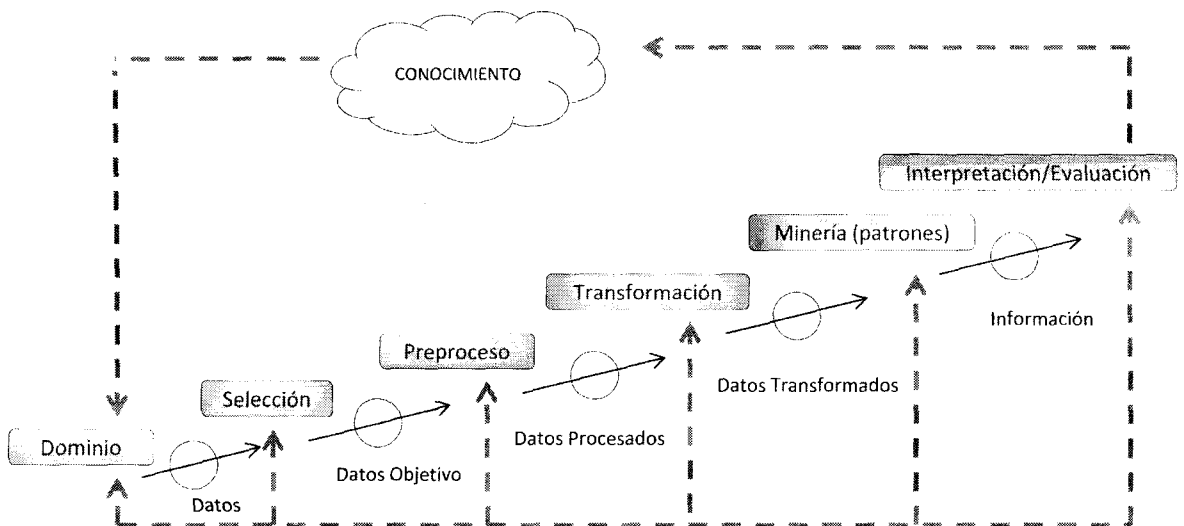 CONOCIMIENTO
Interpretación/Evaluación
Minería (patrones)
Transformación
Información
Preproceso
Datos Transformados
Selección
Datos Procesados
Dominio
Datos Objetivo
Datos